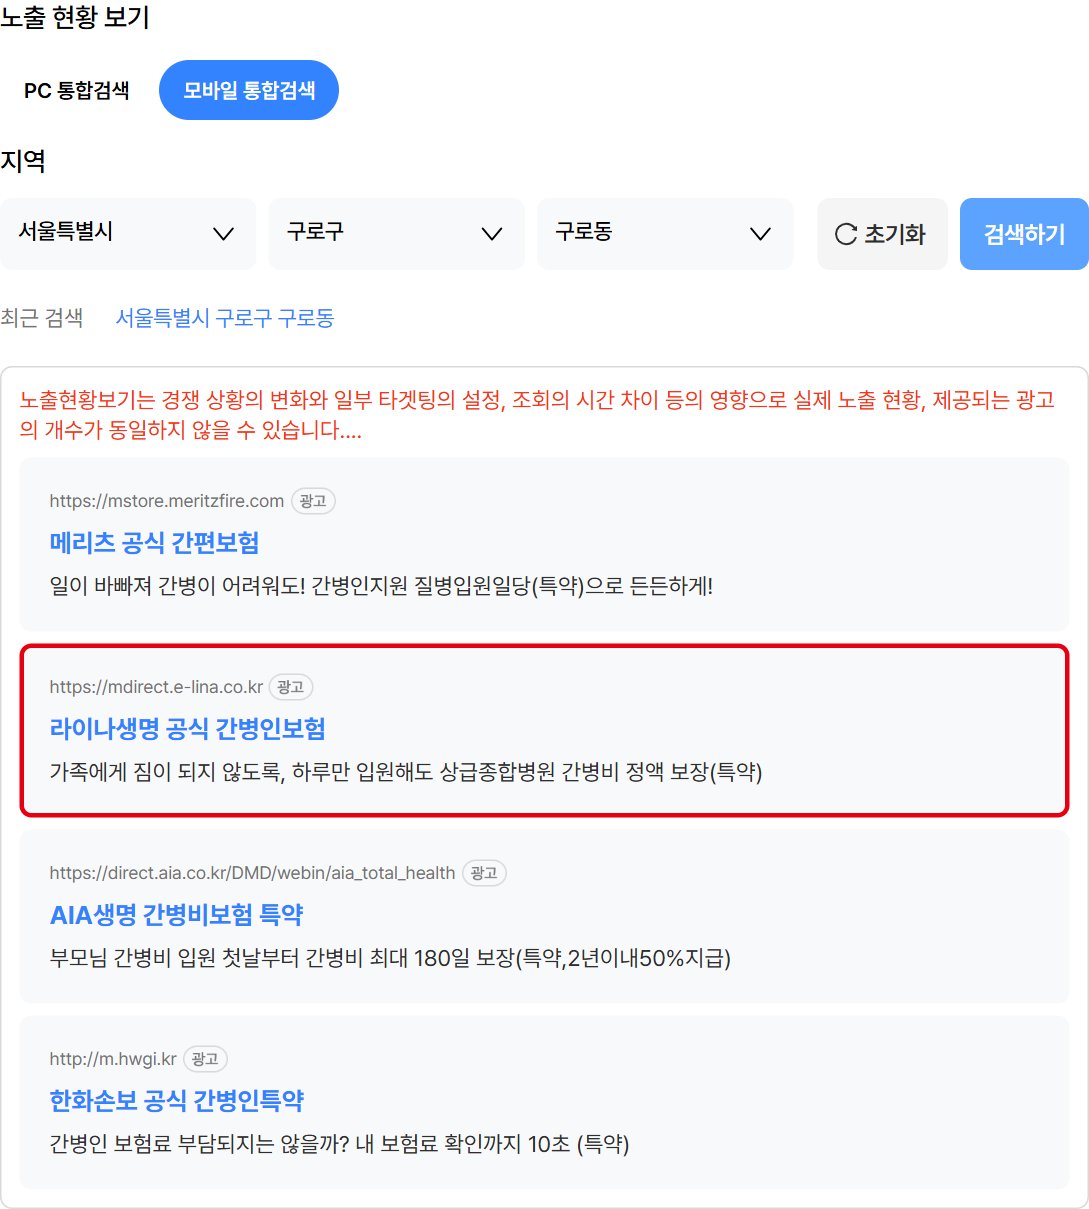 노출 현황 보기
PC 통합검색 모바일 통합검색
지역
서울특별시 구로구 구로동 초기화 검색하기
최근 검색 서울특별시 구로구 구로동
노출현황보기는 경쟁 상황의 변화와 일부 타겟팅의 설정, 조회의 시간 차이 등의 영향으로 실제 노출 현황, 제공되는 광고
의 개수가 동일하지 않을 수 있습니다....
https://mstore.meritzfire.com 광고
메리츠 공식 간편보험
일이 바빠져 간병이 어려워도! 간병인지원 질병입원일당(특약)으로 든든하게!
https://mdirect.e-lina.co.kr 광고
라이나생명 공식 간병인보험
가족에게 짐이 되지 않도록, 하루만 입원해도 상급종합병원 간병비 정액 보장(특약)
https://direct.aia.co.kr/DMD/webin/aia_total_health 광고
AIA생명 간병비보험 특약
부모님 간병비 입원 첫날부터 간병비 최대 180일 보장(특약,2년이내50%지급)
http://m.hwgi.kr 광고
한화손보 공식 간병인특약
간병인 보험료 부담되지는 않을까? 내 보험료 확인까지 10초 (특약)